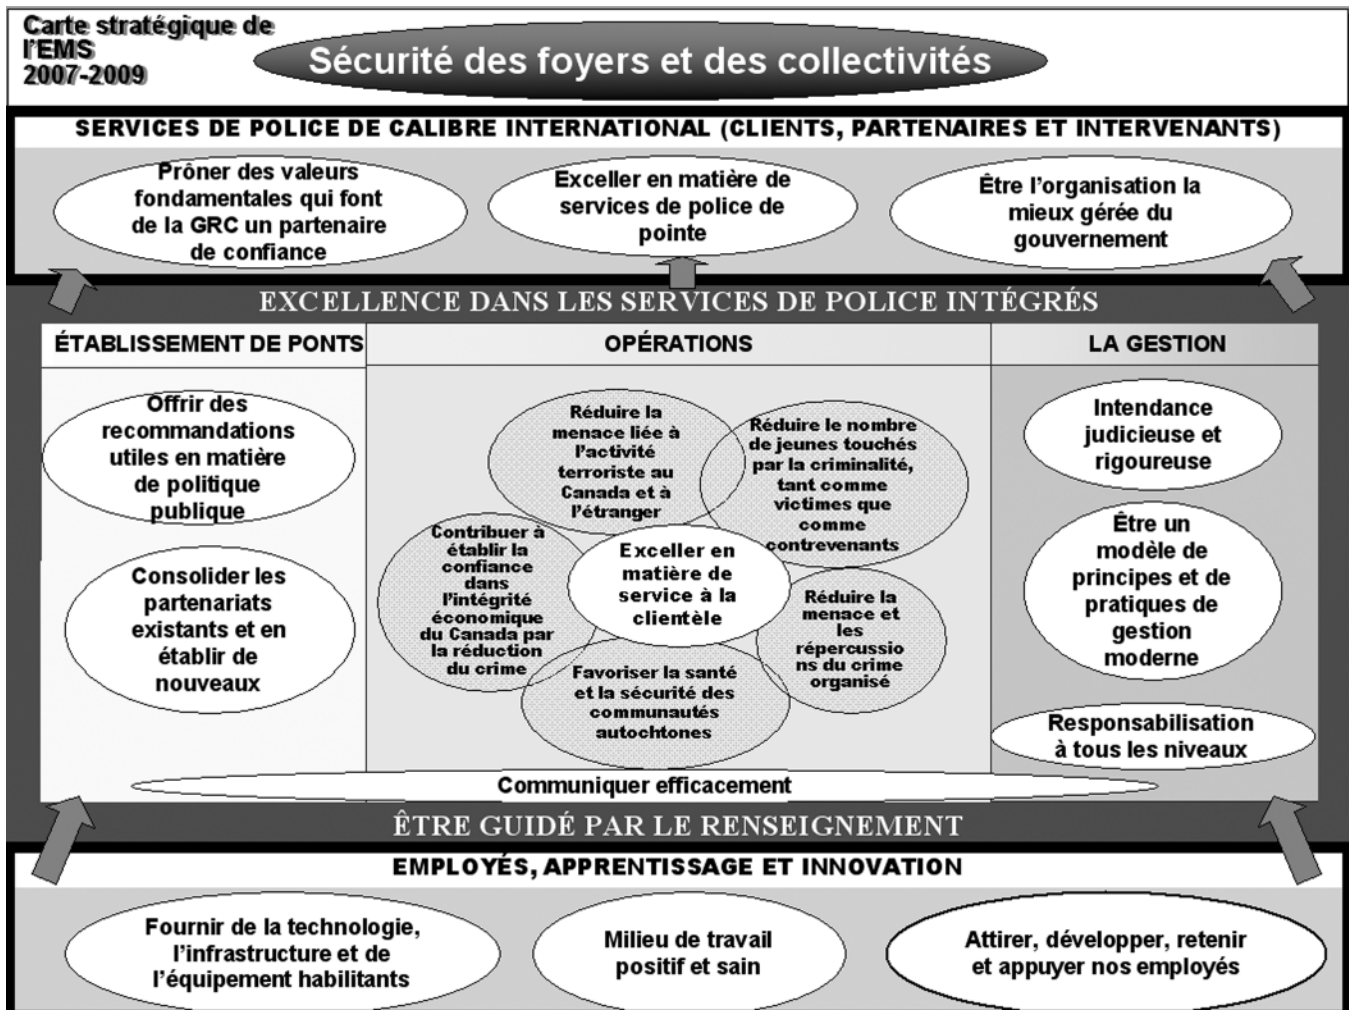 Carte stratégique de
l'EMS
2007-2009
Sécurité des foyers et des collectivités
SERVICES DE POLICE DE CALIBRE INTERNATIONAL (CLIENTS, PARTENAIRES ET INTERVENANTS)
Prôner des valeurs
fondamentales qui font
de la GRC un partenaire
de confiance
Exceller en matière de
services de police de
pointe
Être l'organisation la
mieux gérée du
gouvernement
EXCELLENCE DANS LES SERVICES DE POLICE INTÉGRÉS
ÉTABLISSEMENT DE PONTS
Offrir des
recommandations
utiles en matière
de politique
publique
Consolider les
partenariats
existants et en
établir de
nouveaux
OPÉRATIONS
Réduire la
menace liée à
l'activité
terroriste au
Canada et à
l'étranger
Réduire le nombre
de jeunes touchés
par la criminalité,
tant comme
victimes que
comme
contrevenants
Contribuer à
établir la
confiance
dans
l'intégrité
économique
du Canada par
la réduction
du crime
Exceller en
matière de
service à la
clientèle
Réduire la
menace et
les
répercussio
ns du crime
organisé
Favoriser la santé
et la sécurité des
communautés
autochtones
LA GESTION
Intendance
judicieuse et
rigoureuse
Être un
modèle de
principes et de
pratiques de
gestion
moderne
Responsabilisation
à tous les niveaux
Communiquer efficacement
ÊTRE GUIDÉ PAR LE RENSEIGNEMENT
EMPLOYÉS, APPRENTISSAGE ET INNOVATION
Fournir de la technologie,
l'infrastructure et de
l'équipement habilitants
Milieu de travail
positif et sain
Attirer, développer, retenir
et appuyer nos employés